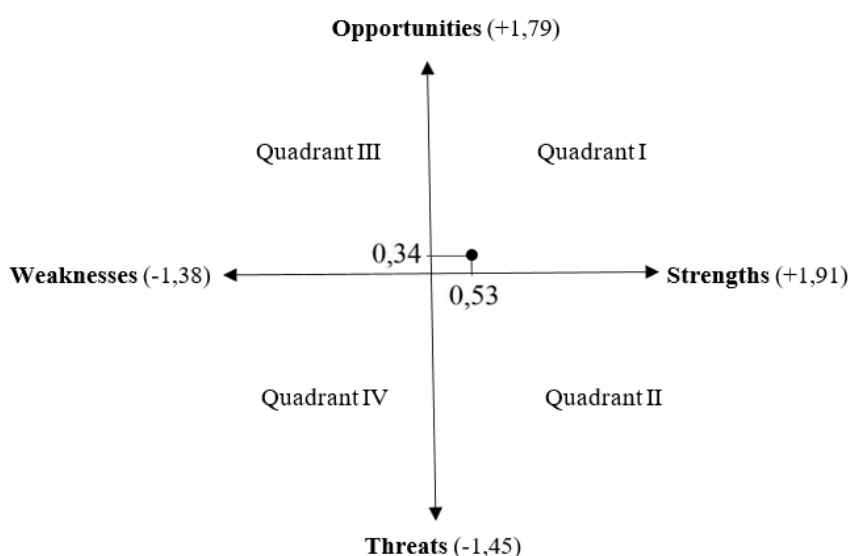 Opportunities (+1,79)
Quadrant III
Quadrant I
0,34
Weaknesses (-1,38)
Strengths (+1,91)
0,53
Quadrant IV
Quadrant II
Threats (-1,45)